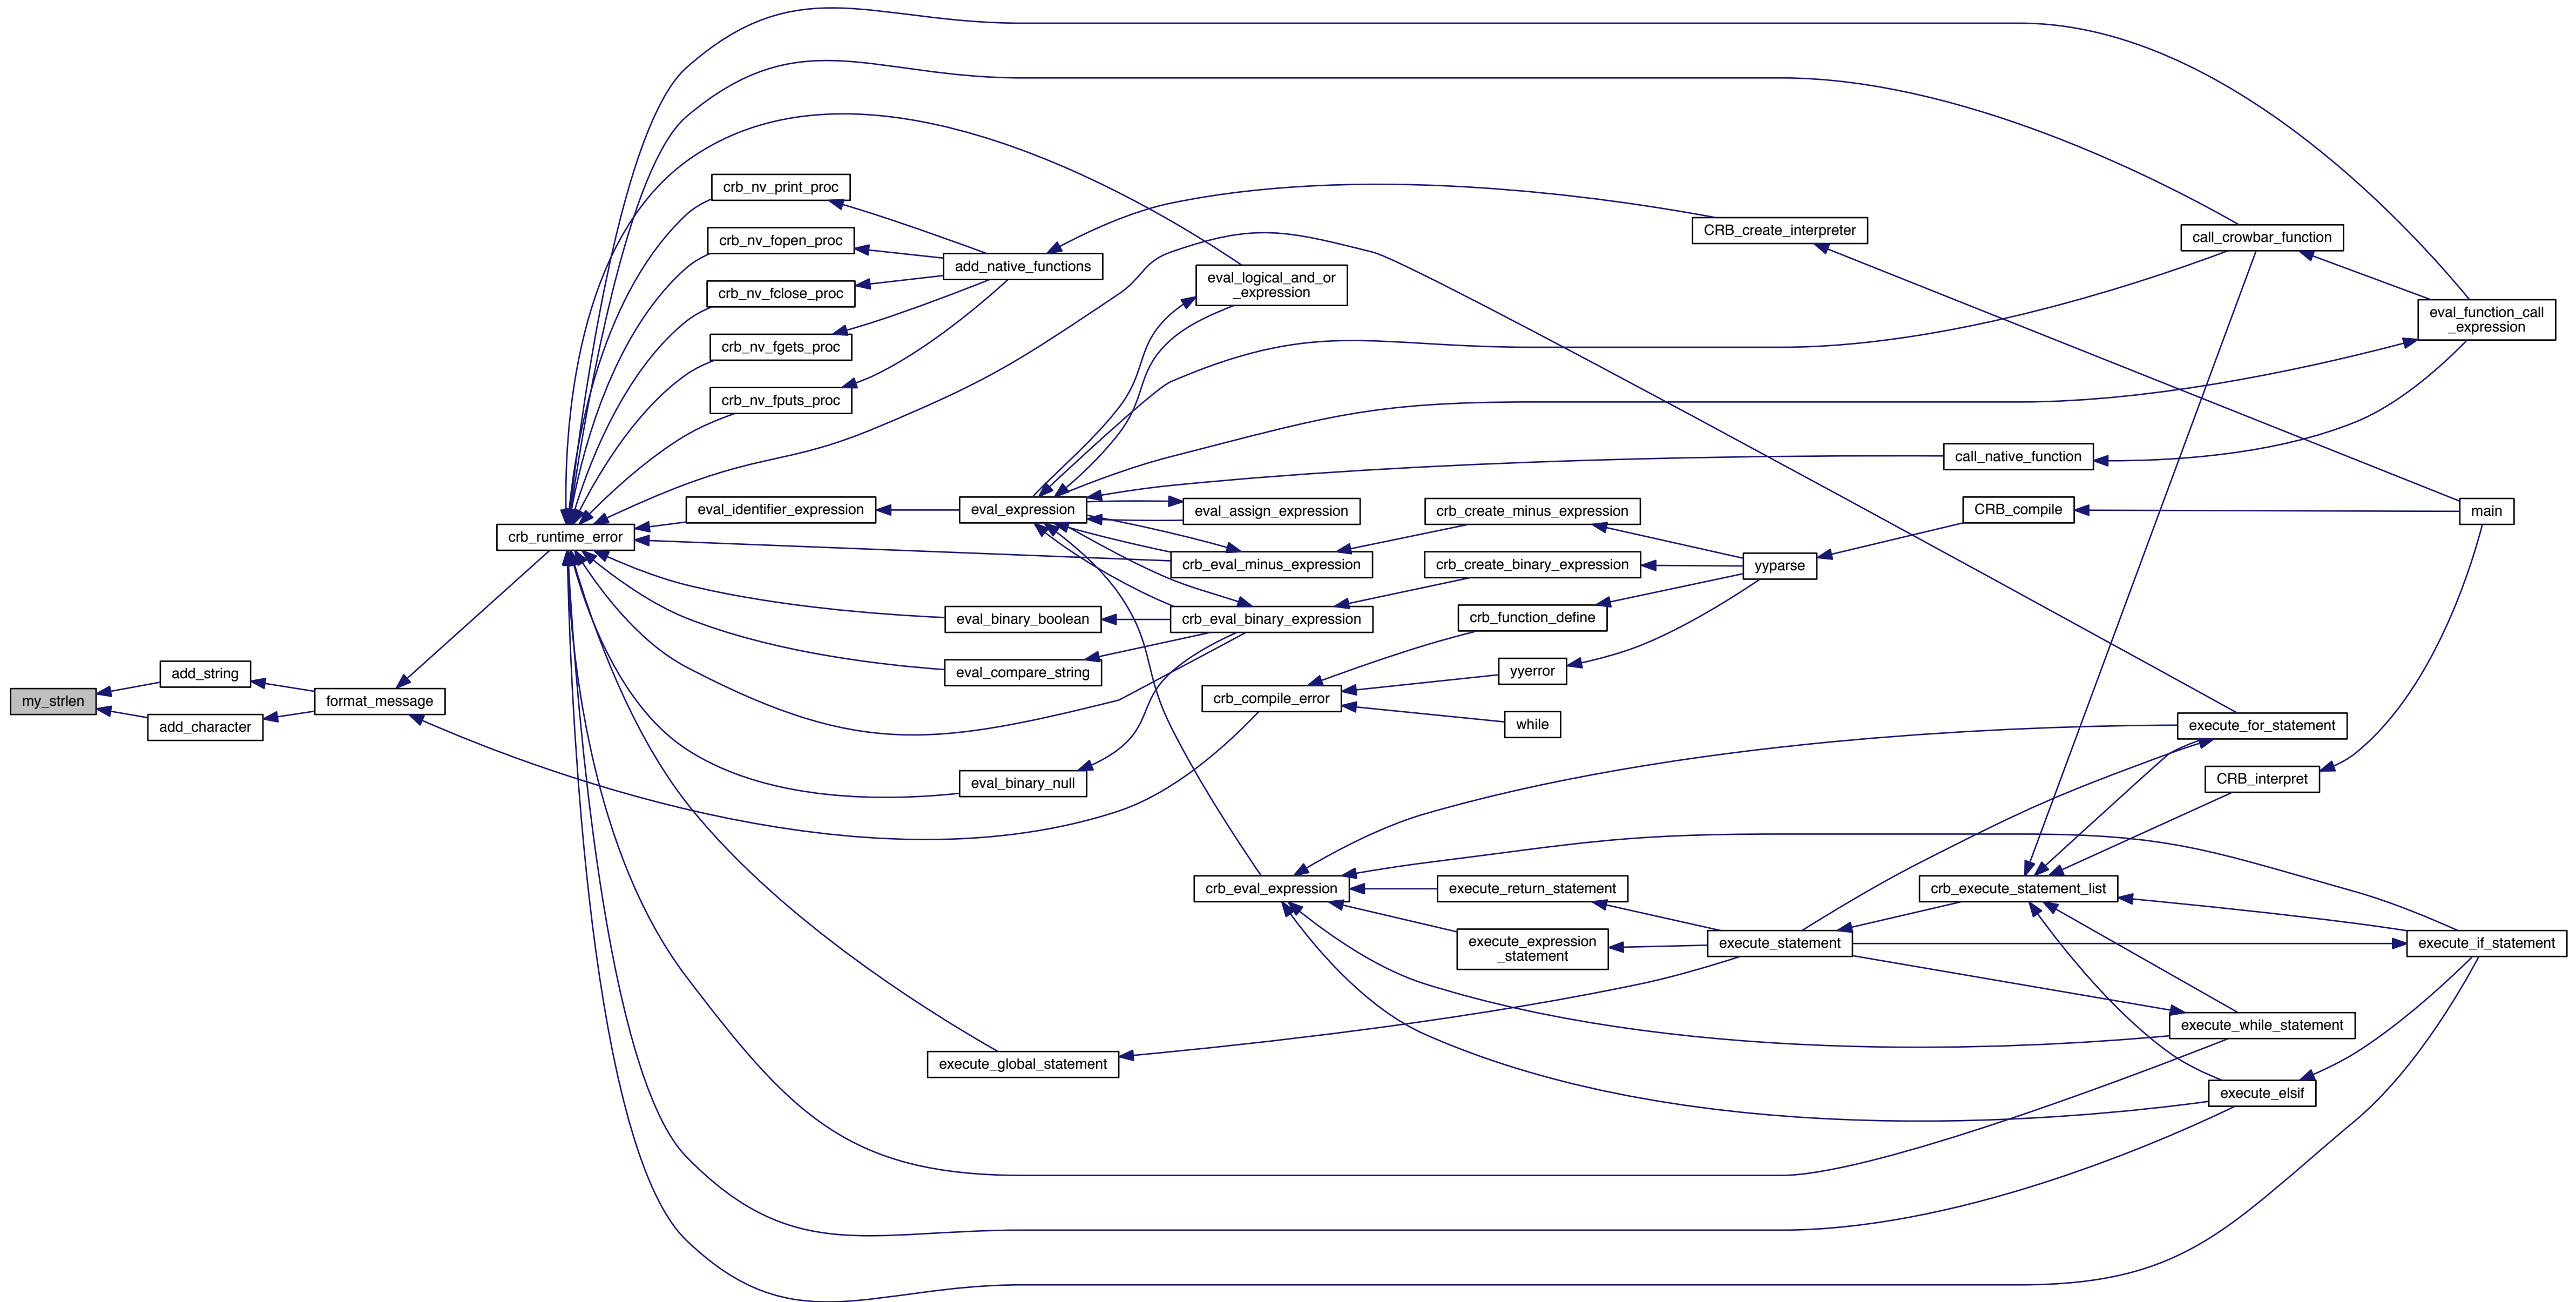 my_strlen
add_string
add_character
format_message
crb_runtime_error
crb_nv_print_proc
crb_nv_fopen_proc
crb_nv_fclose_proc
crb_nv_fgets_proc
crb_nv_fputs_proc
eval_identifier_expression
add_native_functions
eval_expression
eval_binary_boolean
eval_compare_string
eval_binary_null
execute_global_statement
eval_logical_and_or
_expression
eval_assign_expression
crb_eval_minus_expression
crb_eval_binary_expression
crb_compile_error
crb_eval_expression
crb_create_minus_expression
crb_create_binary_expression
crb_function_define
yyerror
while
execute_return_statement
execute_expression
_statement
CRB_create_interpreter
yyparse
execute_statement
call_native_function
CRB_compile
crb_execute_statement_list
call_crowbar_function
execute_for_statement
CRB_interpret
execute_while_statement
execute_elsif
eval_function_call
_expression
main
execute_if_statement